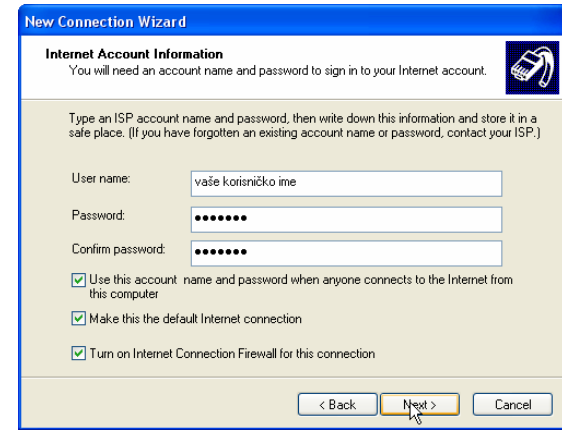 New Connection Wizard
Internet Account Information
You will need an account name and password to sign in to your Internet account.
Type an ISP account name and password, then write down this information and store it in a
safe place. (If you have forgotten an existing account name or password, contact your ISP.)
User name:
vaše korisničko ime
Password:
•••••••
Confirm password:
•••••••
Use this account name and password when anyone connects to the Internet from
this computer
Make this the default Internet connection
Turn on Internet Connection Firewall for this connection
< Back
Next >
Cancel